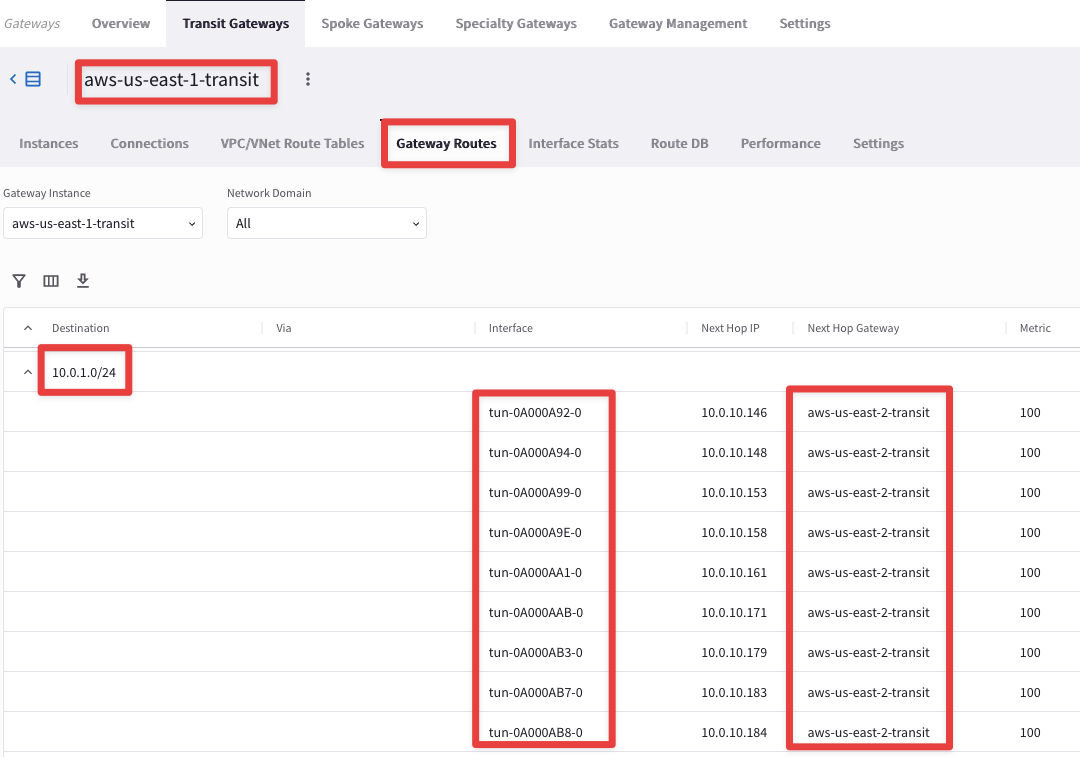 Gateways Overview Transit Gateways Spoke Gateways Specialty Gateways Gateway Management Settings
aws-us-east-1-transit
Instances Connections VPC/VNet Route Tables Gateway Routes Interface Stats Route DB Performance Settings
Gateway Instance Network Domain
aws-us-east-1-transit All
Destination Via Interface Next Hop IP Next Hop Gateway Metric
10.0.1.0/24
tun-0A000A92-0 10.0.10.146 aws-us-east-2-transit 100
tun-0A000A94-0 10.0.10.148 aws-us-east-2-transit 100
tun-0A000A99-0 10.0.10.153 aws-us-east-2-transit 100
tun-0A000A9E-0 10.0.10.158 aws-us-east-2-transit 100
tun-0A000AA1-0 10.0.10.161 aws-us-east-2-transit 100
tun-0A000AAB-0 10.0.10.171 aws-us-east-2-transit 100
tun-0A000AB3-0 10.0.10.179 aws-us-east-2-transit 100
tun-0A000AB7-0 10.0.10.183 aws-us-east-2-transit 100
tun-0A000AB8-0 10.0.10.184 aws-us-east-2-transit 100